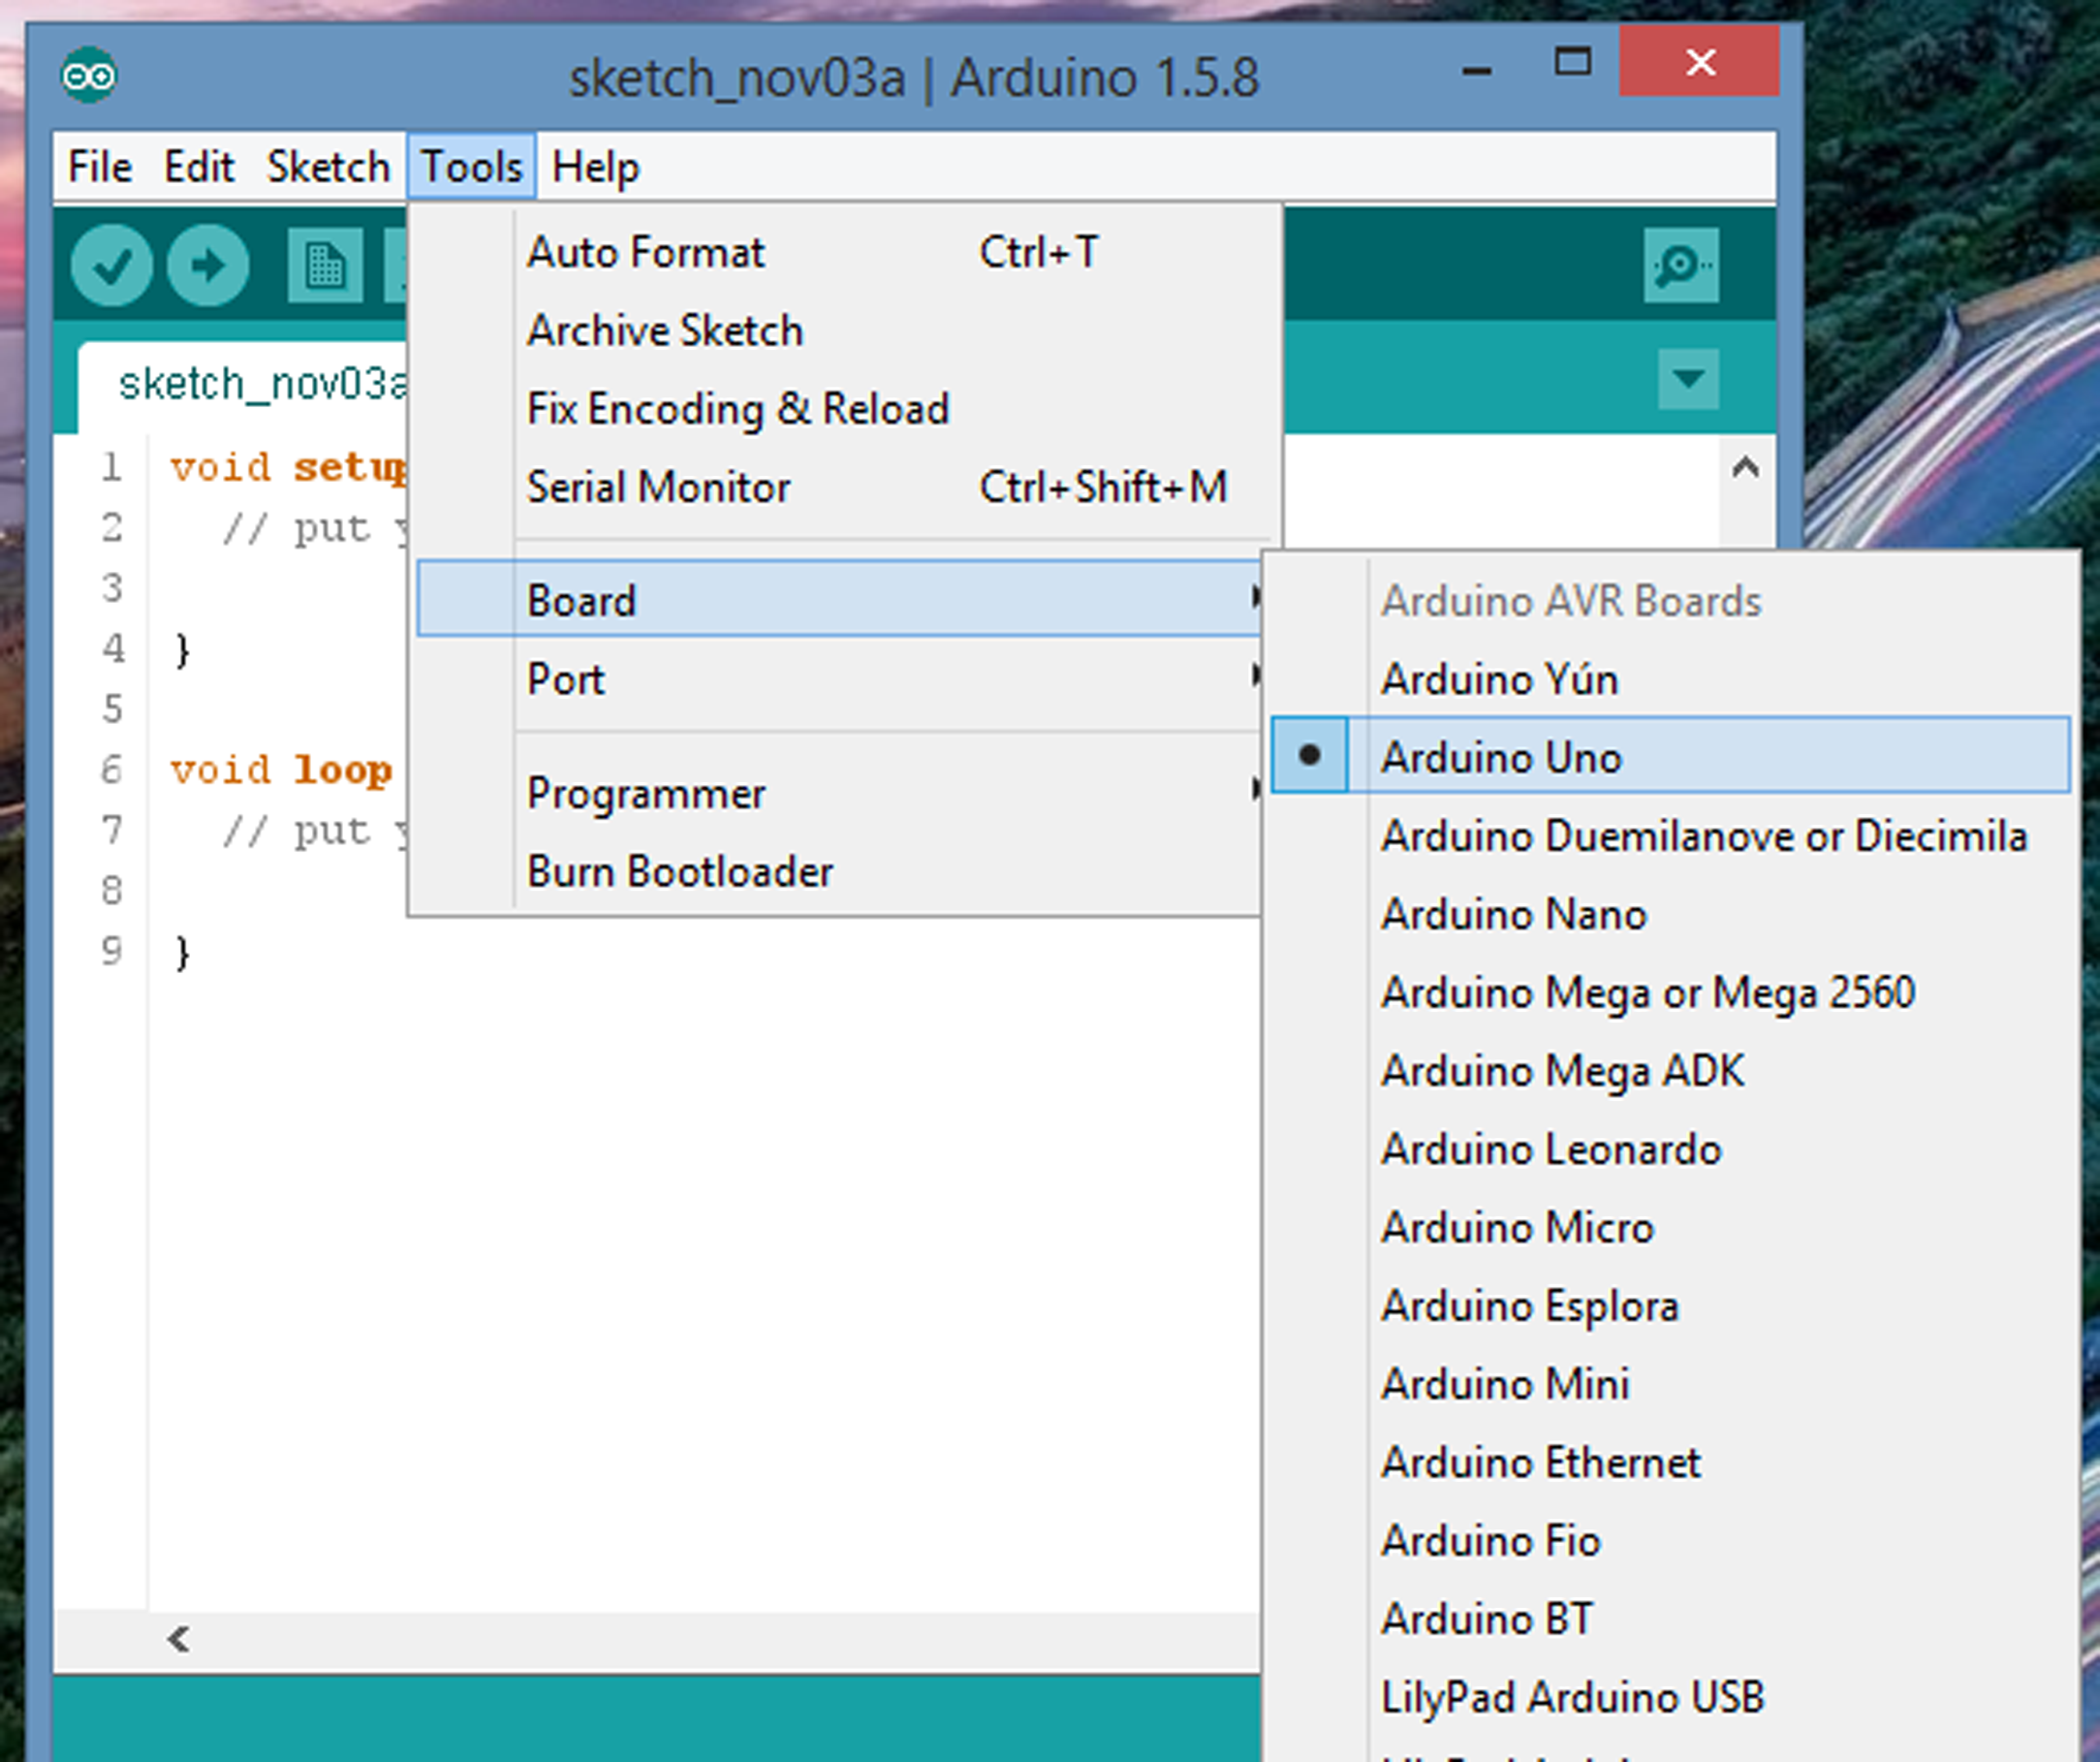 sketch_nov03a | Arduino 1.5.8
File Edit Sketch Tools Help
Auto Format Ctrl+T
Archive Sketch
Fix Encoding & Reload
Serial Monitor Ctrl+Shift+M
Board
Port
Programmer
Burn Bootloader
sketch_nov03a
1 void setup
2 // put
3
4 }
5
6 void loop
7 // put
8
9 }
Arduino AVR Boards
Arduino Yún
Arduino Uno
Arduino Duemilanove or Diecimila
Arduino Nano
Arduino Mega or Mega 2560
Arduino Mega ADK
Arduino Leonardo
Arduino Micro
Arduino Esplora
Arduino Mini
Arduino Ethernet
Arduino Fio
Arduino BT
LilyPad Arduino USB